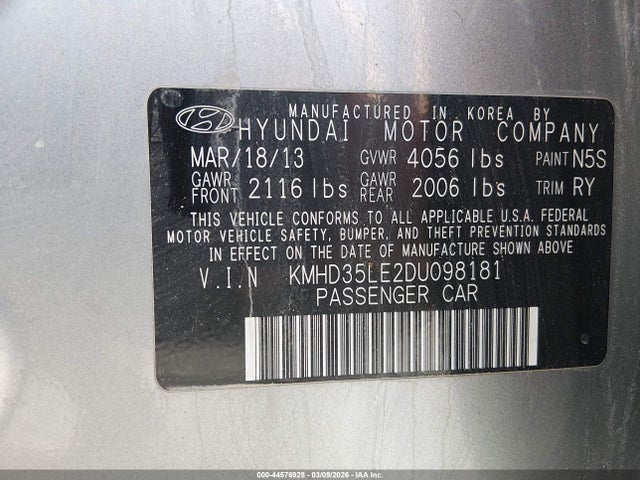 MANUFACTURED IN KOREA BY
HYUNDAI MOTOR COMPANY
MAR/18/13 GVWR 4056 lbs PAINT N5S
GAWR FRONT 2116 lbs GAWR REAR 2006 lbs TRIM RY
THIS VEHICLE CONFORMS TO ALL APPLICABLE U.S.A. FEDERAL
MOTOR VEHICLE SAFETY, BUMPER, AND THEFT PREVENTION STANDARDS
IN EFFECT ON THE DATE OF MANUFACTURE SHOWN ABOVE
V.I.N KMHD35LE2DU098181
PASSENGER CAR
000-44576928 | 03/09/2026 | IAA, Inc.